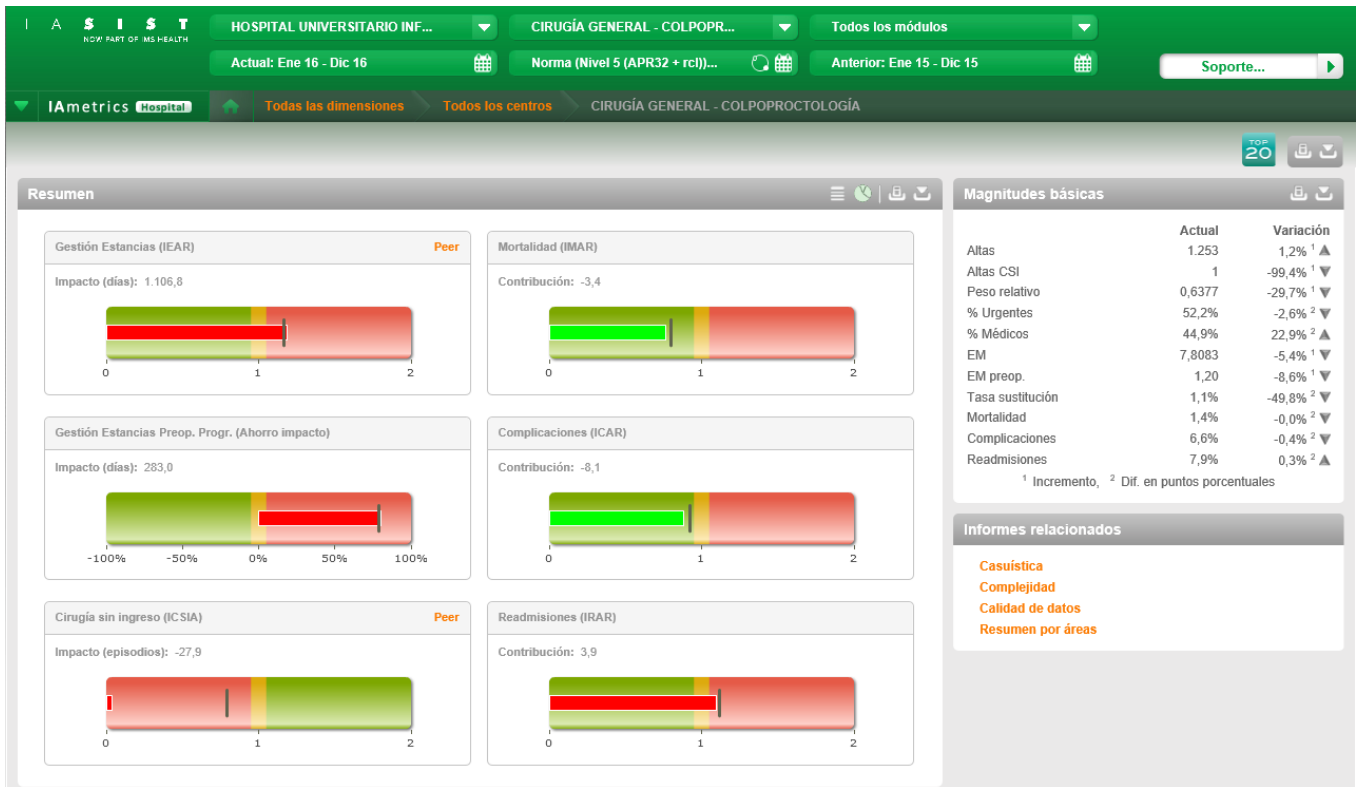 IASIST
NOW PART OF IMS HEALTH
HOSPITAL UNIVERSITARIO INF...
CIRUGÍA GENERAL - COLPOPR...
Todos los módulos
Actual: Ene 16 - Dic 16
Norma (Nivel 5 (APR32 + rcl))...
Anterior: Ene 15 - Dic 15
Soporte...
IAmetrics Hospital
Todas las dimensiones
Todos los centros
CIRUGÍA GENERAL - COLPOPROCTOLOGÍA
TOP 20
Resumen
Gestión Estancias (IEAR) Peer
Impacto (días): 1.106,8
0 1 2
Mortalidad (IMAR)
Contribución: -3,4
0 1 2
Gestión Estancias Preop. Progr. (Ahorro impacto)
Impacto (días): 283,0
-100% -50% 0% 50% 100%
Complicaciones (ICAR)
Contribución: -8,1
0 1 2
Cirugía sin ingreso (ICSIA) Peer
Impacto (episodios): -27,9
0 1 2
Readmisiones (IRAR)
Contribución: 3,9
0 1 2
Magnitudes básicas
Actual Variación
Altas 1.253 1,2% ¹
Altas CSI 1 -99,4% ¹
Peso relativo 0,6377 -29,7% ¹
% Urgentes 52,2% -2,6% ²
% Médicos 44,9% 22,9% ²
EM 7,8083 -5,4% ¹
EM preop. 1,20 -8,6% ¹
Tasa sustitución 1,1% -49,8% ²
Mortalidad 1,4% -0,0% ²
Complicaciones 6,6% -0,4% ²
Readmisiones 7,9% 0,3% ²
¹ Incremento, ² Dif. en puntos porcentuales
Informes relacionados
Casuística
Complejidad
Calidad de datos
Resumen por áreas